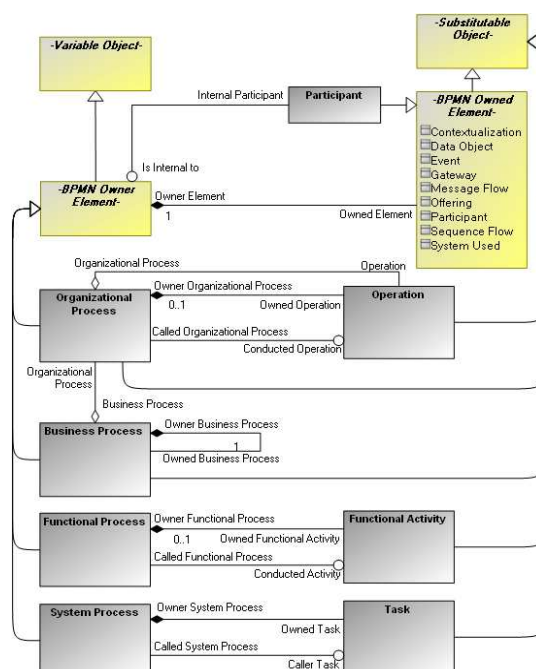 -Substitutable
Object-
-Variable Object-
Internal Participant
Participant
-BPMN Owned
Element-
Contextualization
Data Object
Event
Gateway
Message Flow
Offering
Participant
Sequence Flow
System Used
Is Internal to
-BPMN Owner
Element-
Owner Element
1
Owned Element
Organizational Process
Operation
Organizational
Process
Owner Organizational Process
0..1
Owned Operation
Operation
Called Organizational Process
Conducted Operation
Organizational
Process
Business Process
Business Process
Owner Business Process
1
Owned Business Process
Functional Process
Owner Functional Process
0..1
Owned Functional Activity
Functional Activity
Called Functional Process
Conducted Activity
System Process
Owner System Process
Owned Task
Task
Called System Process
Caller Task